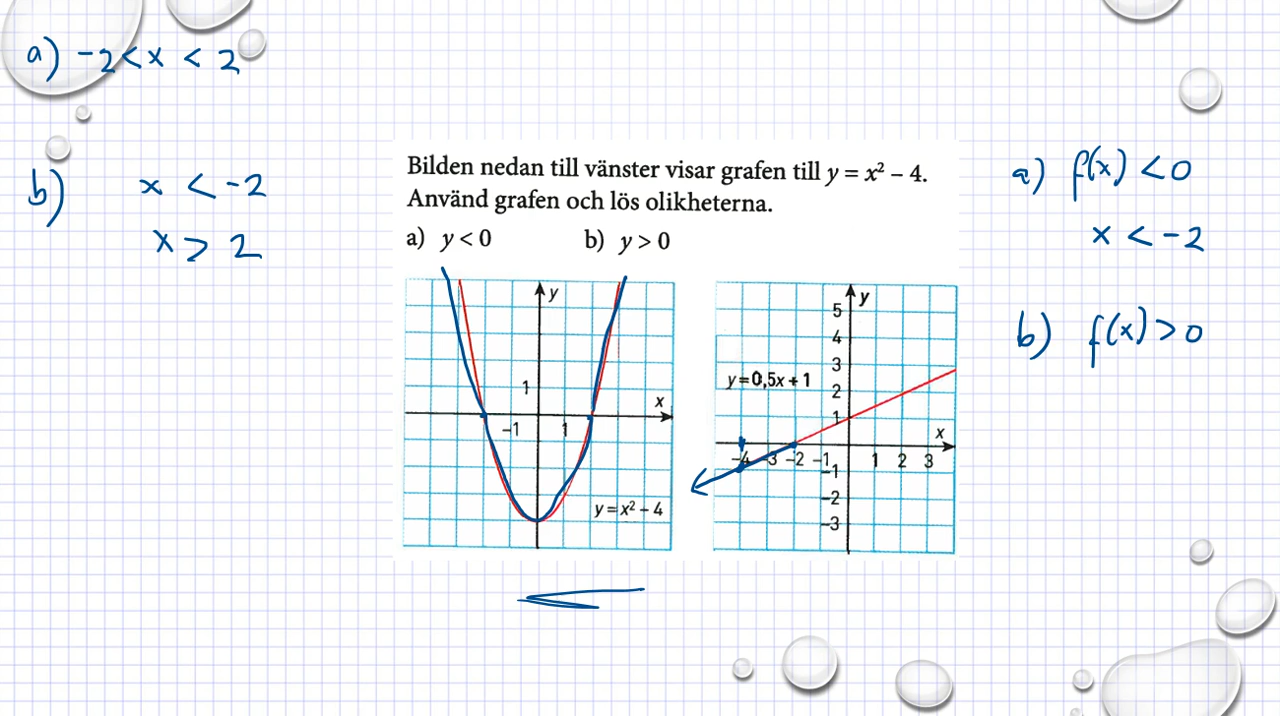 a) -2 < x < 2
b) x < -2
x > 2
Bilden nedan till vänster visar grafen till y = x² – 4.
Använd grafen och lös olikheterna.
a) y < 0 b) y > 0
y
1
x
-1 1
y = x² – 4
y
5
4
3
y = 0,5x + 1
2
1
x
-4 -3 -2 -1 1 2 3
-1
-2
-3
a) f(x) < 0
x < -2
b) f(x) > 0